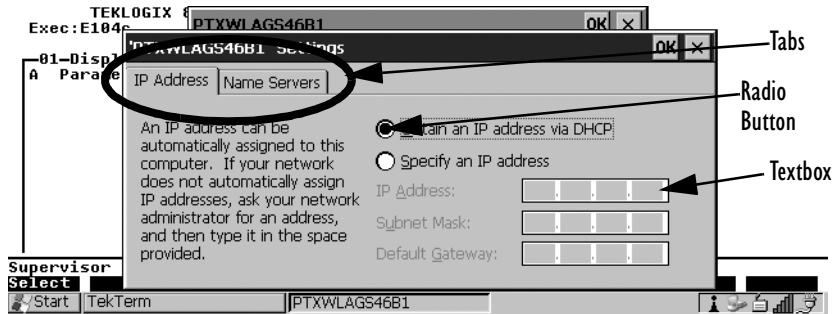 TEKLOGIX
PTXWLAGS46B1 OK ×
Exec:E104
'PTXWLAGS46B1' Settings OK ×
Tabs
01-Displ
A Parame
IP Address Name Servers
Radio
Button
An IP address can be
automatically assigned to this
computer. If your network
does not automatically assign
IP addresses, ask your network
administrator for an address,
and then type it in the space
provided.
Obtain an IP address via DHCP
Specify an IP address
IP Address:
Textbox
Subnet Mask:
Default Gateway:
Supervisor
Select
Start TekTerm PTXWLAGS46B1